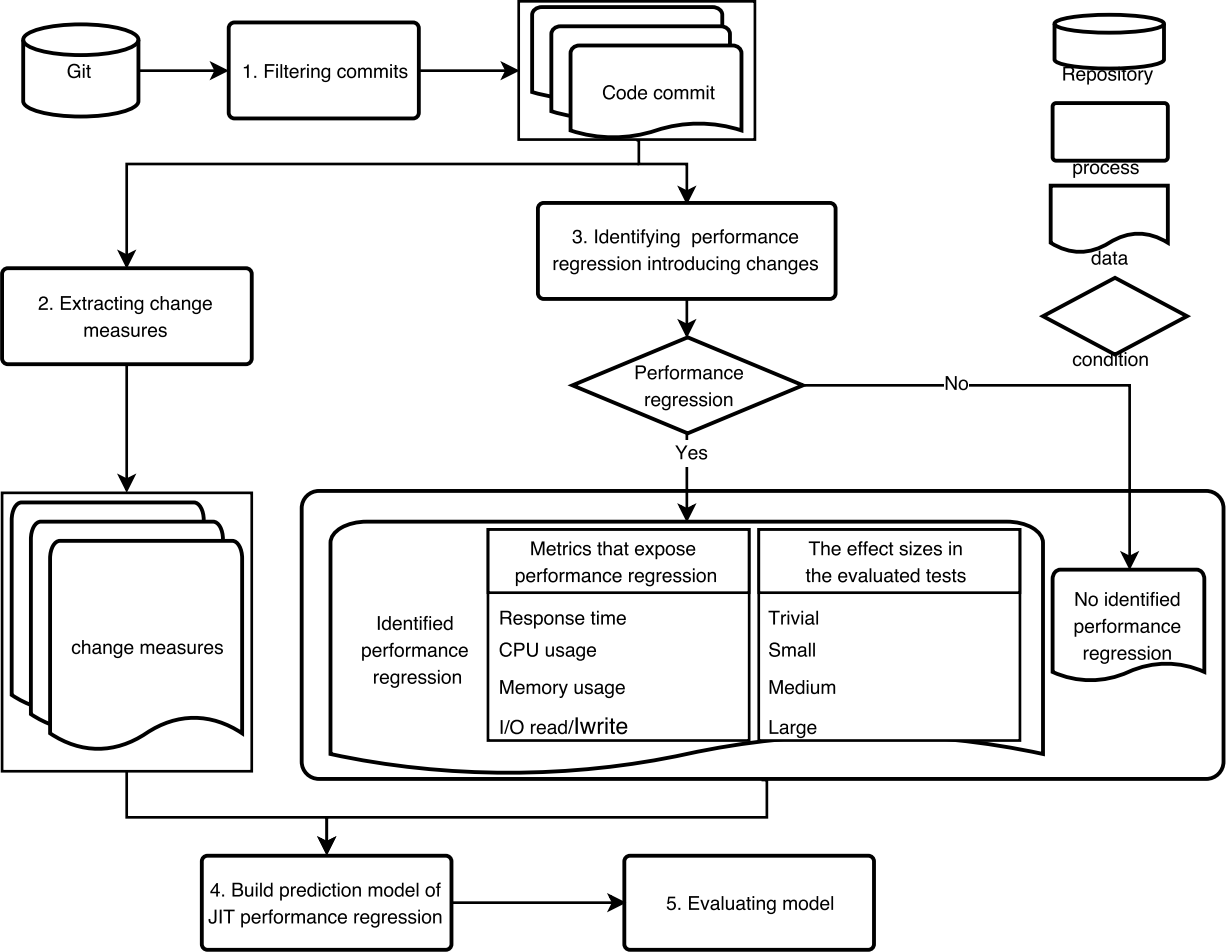 Git
1. Filtering commits
Code commit
Repository
process
data
condition
3. Identifying performance
regression introducing changes
2. Extracting change
measures
Performance
regression
No
Yes
change measures
Identified
performance
regression
Metrics that expose
performance regression
Response time
CPU usage
Memory usage
I/O read/Iwrite
The effect sizes in
the evaluated tests
Trivial
Small
Medium
Large
No identified
performance
regression
4. Build prediction model of
JIT performance regression
5. Evaluating model